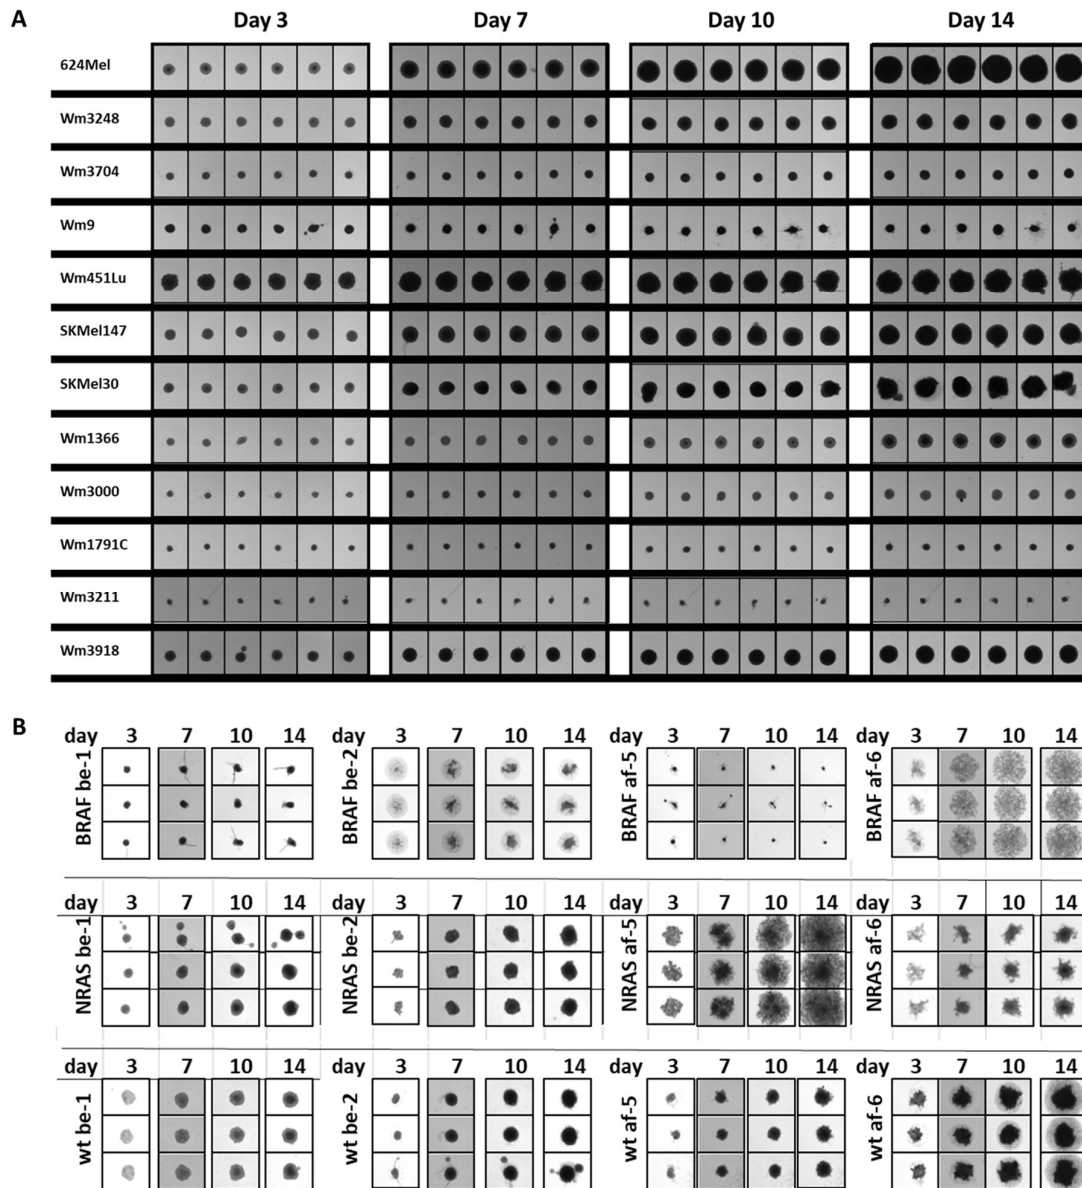 A
Day 3 Day 7 Day 10 Day 14
624Mel
Wm3248
Wm3704
Wm9
Wm451Lu
SKMel147
SKMel30
Wm1366
Wm3000
Wm1791C
Wm3211
Wm3918
B
day 3 7 10 14 day 3 7 10 14 day 3 7 10 14 day 3 7 10 14
BRAF be-1 BRAF be-2 BRAF af-5 BRAF af-6
day 3 7 10 14 day 3 7 10 14 day 3 7 10 14 day 3 7 10 14
NRAS be-1 NRAS be-2 NRAS af-5 NRAS af-6
day 3 7 10 14 day 3 7 10 14 day 3 7 10 14 day 3 7 10 14
wt be-1 wt be-2 wt af-5 wt af-6